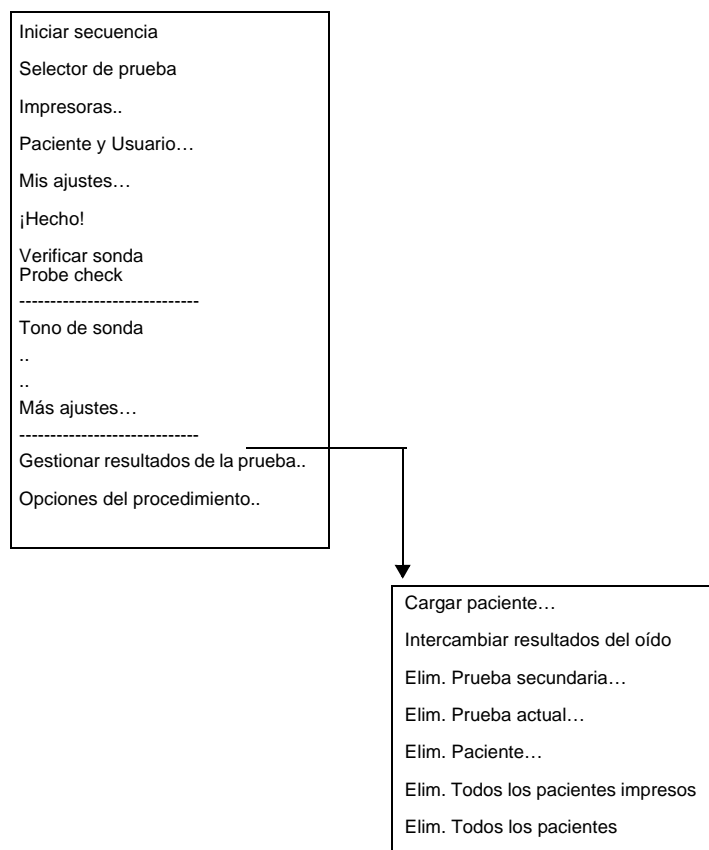 Iniciar secuencia
Selector de prueba
Impresoras..
Paciente y Usuario…
Mis ajustes…
¡Hecho!
Verificar sonda
Probe check
-----------------------------
Tono de sonda
..
..
Más ajustes…
-----------------------------
Gestionar resultados de la prueba..
Opciones del procedimiento..
Cargar paciente…
Intercambiar resultados del oído
Elim. Prueba secundaria…
Elim. Prueba actual…
Elim. Paciente…
Elim. Todos los pacientes impresos
Elim. Todos los pacientes